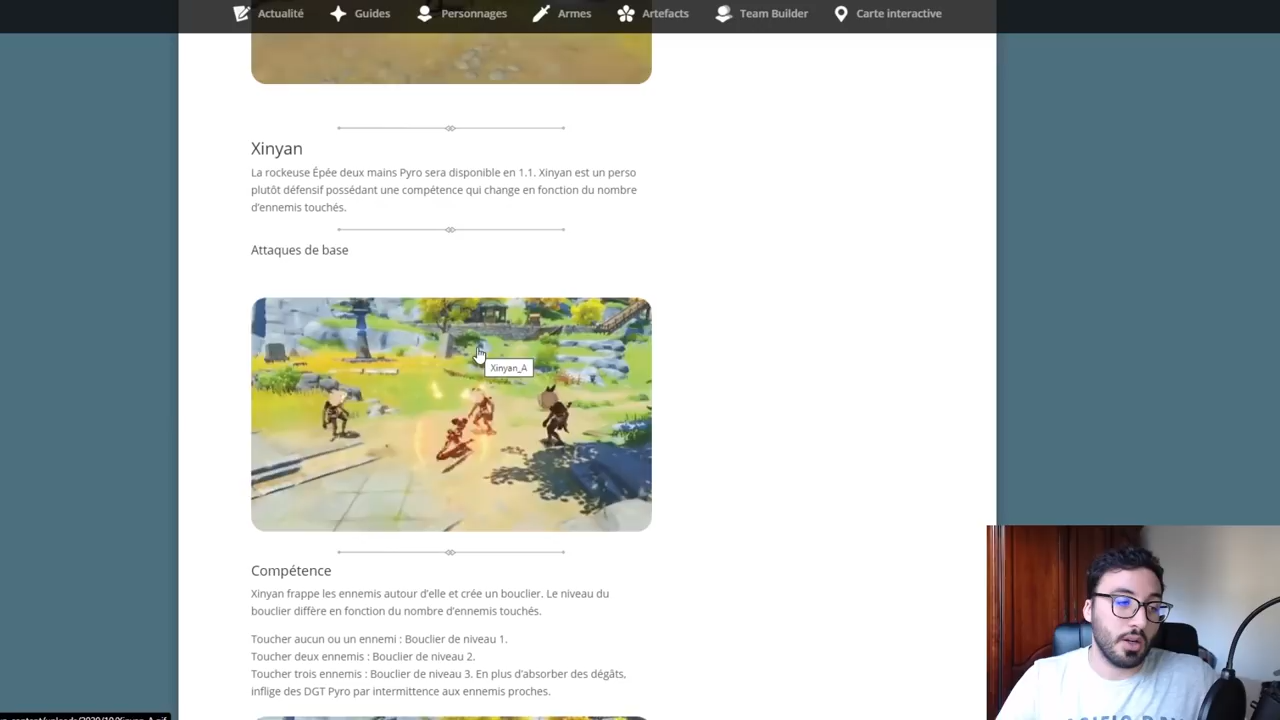 Actualité Guides Personnages Armes Artefacts Team Builder Carte interactive
Xinyan
La rockeuse Épée deux mains Pyro sera disponible en 1.1. Xinyan est un perso
plutôt défensif possédant une compétence qui change en fonction du nombre
d'ennemis touchés.
Attaques de base
Xinyan_A
Compétence
Xinyan frappe les ennemis autour d'elle et crée un bouclier. Le niveau du
bouclier diffère en fonction du nombre d'ennemis touchés.
Toucher aucun ou un ennemi : Bouclier de niveau 1.
Toucher deux ennemis : Bouclier de niveau 2.
Toucher trois ennemis : Bouclier de niveau 3. En plus d'absorber des dégâts,
inflige des DGT Pyro par intermittence aux ennemis proches.